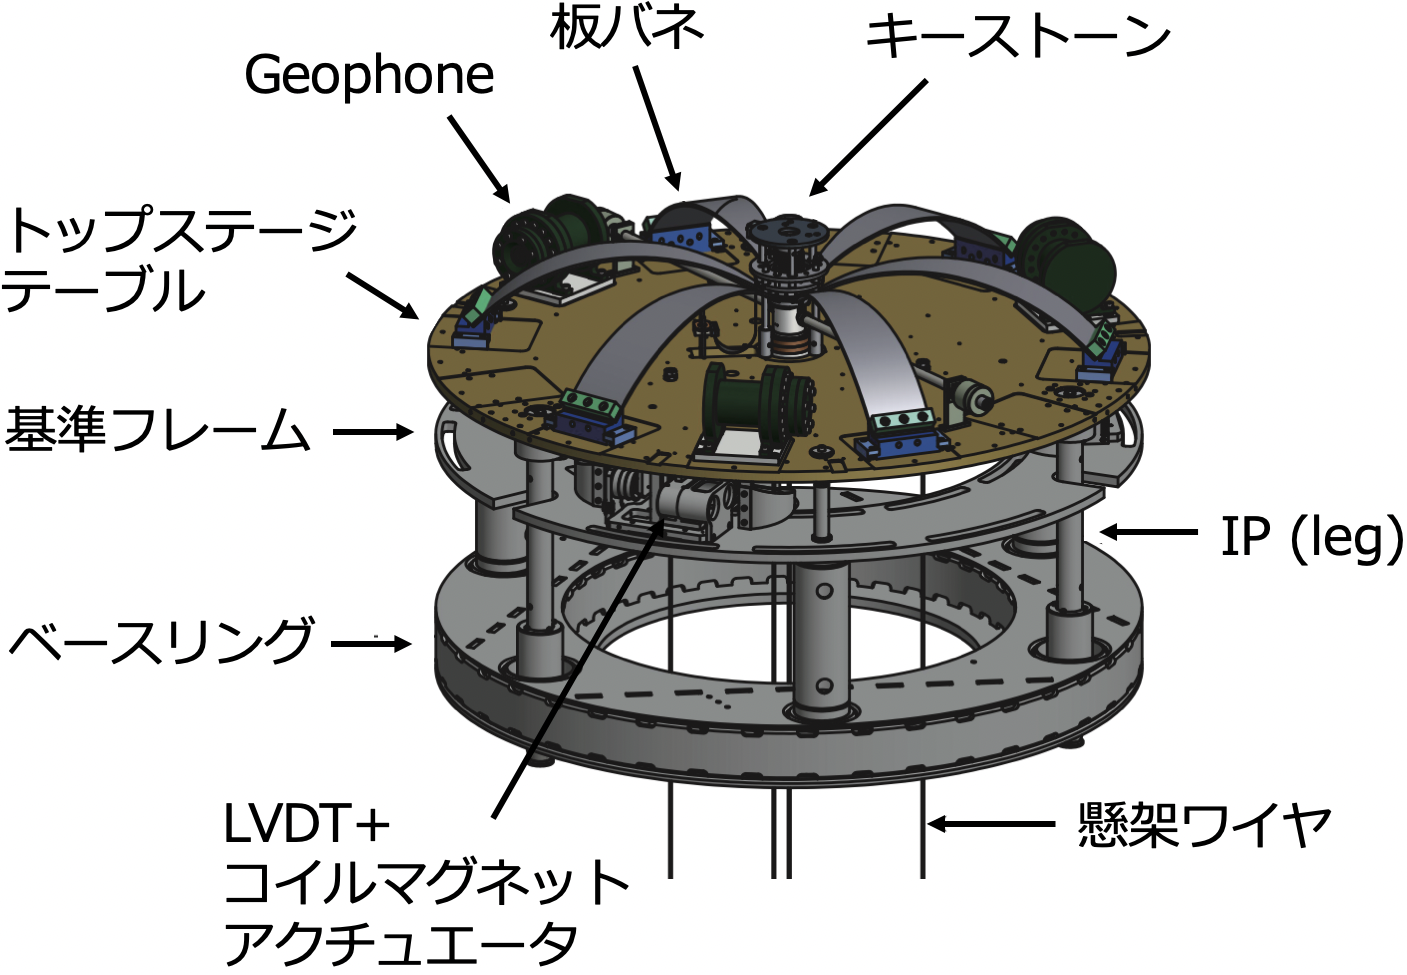 板バネ
キーストーン
Geophone
トップステージ
テーブル
基準フレーム
IP (leg)
ベースリング
LVDT+
コイルマグネット
アクチュエータ
懸架ワイヤ